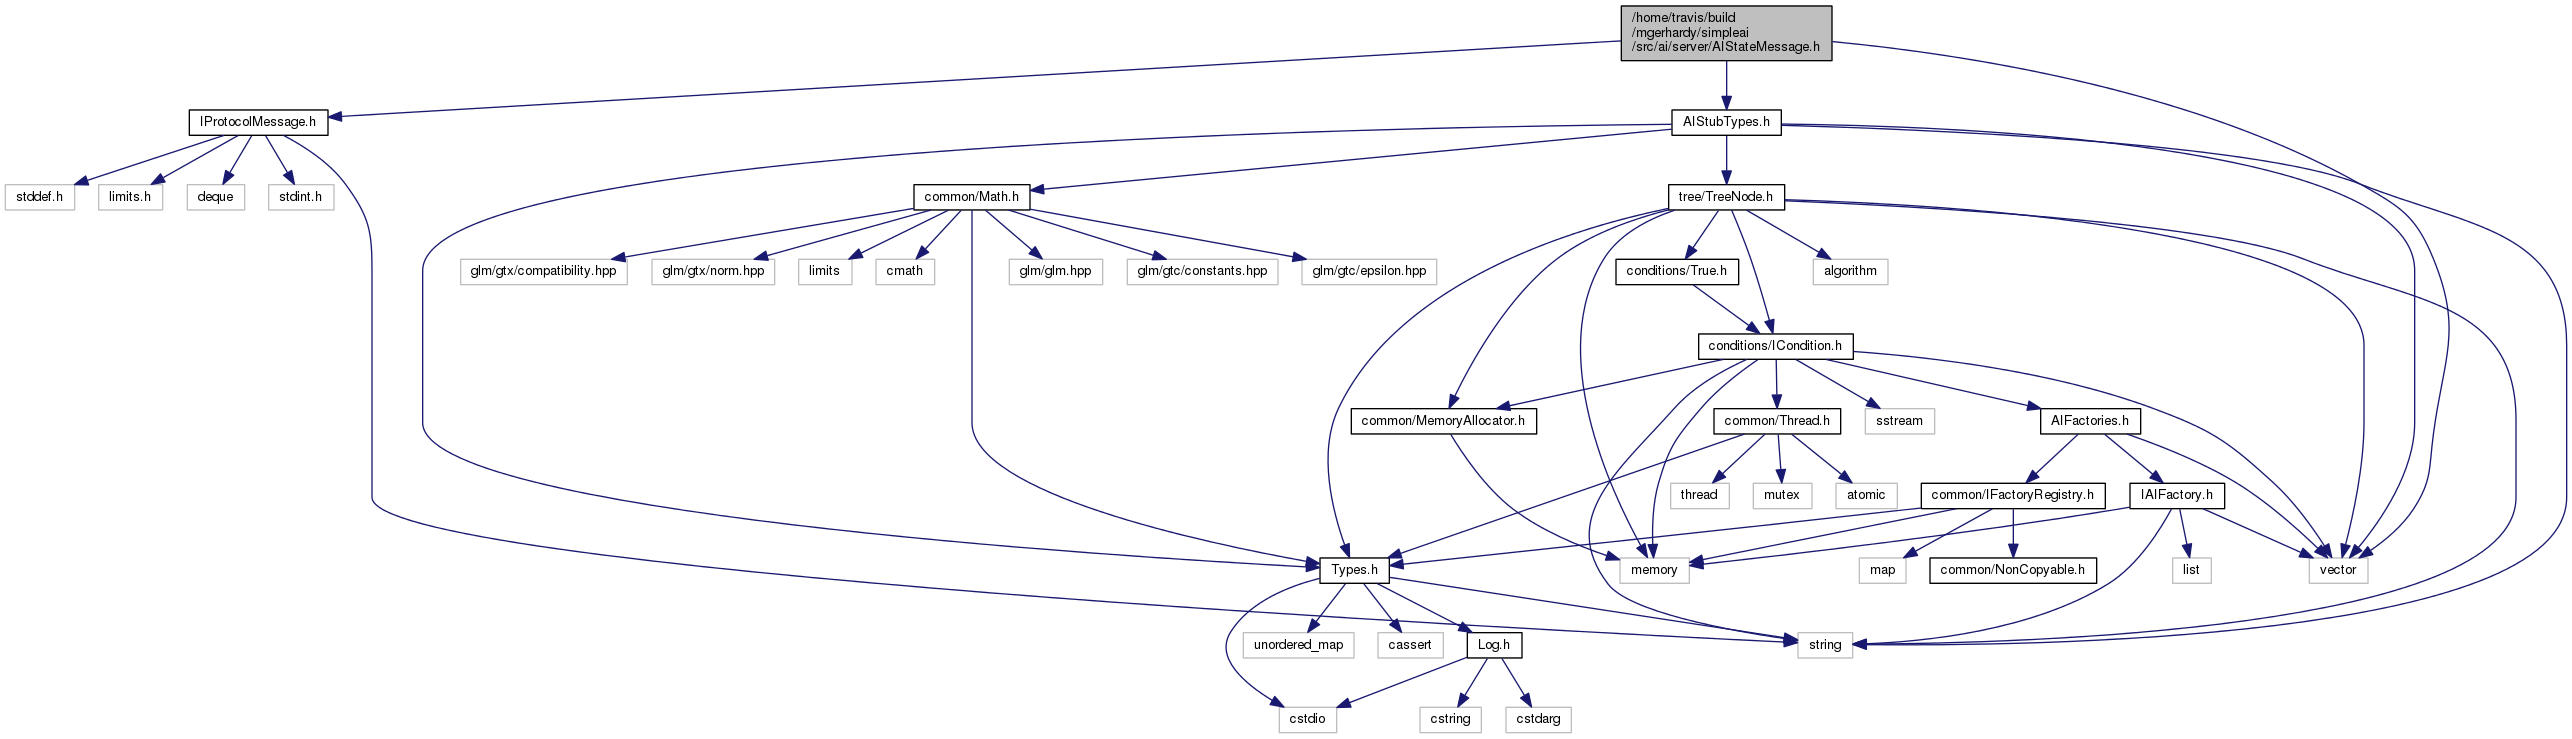 /home/travis/build
/mgerhardy/simpleai
/src/ai/server/AIStateMessage.h
IProtocolMessage.h
AIStubTypes.h
stddef.h
limits.h
deque
stdint.h
common/Math.h
tree/TreeNode.h
glm/gtx/compatibility.hpp
glm/gtx/norm.hpp
limits
cmath
glm/glm.hpp
glm/gtc/constants.hpp
glm/gtc/epsilon.hpp
conditions/True.h
algorithm
conditions/ICondition.h
common/MemoryAllocator.h
common/Thread.h
sstream
AIFactories.h
thread
mutex
atomic
common/IFactoryRegistry.h
IAIFactory.h
Types.h
memory
map
common/NonCopyable.h
list
vector
unordered_map
cassert
Log.h
string
cstdio
cstring
cstdarg